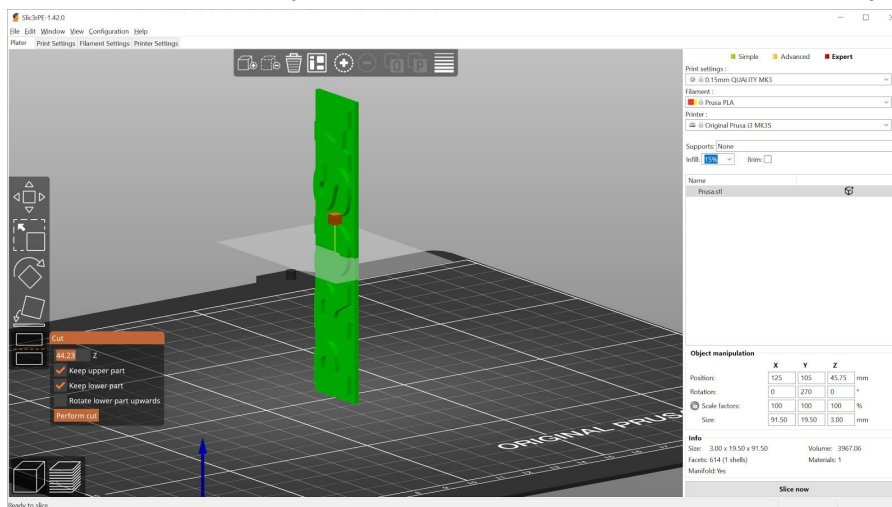 Slic3rPE-1.42.0
File Edit Window View Configuration Help
Plater Print Settings Filament Settings Printer Settings
Simple Advanced Expert
Print settings :
0.15mm QUALITY MK3
Filament :
Prusa PLA
Printer :
Original Prusa i3 MK3S
Supports: None
Infill: 15% Brim:
Name
Prusa.stl
Cut
44.23 Z
Keep upper part
Keep lower part
Rotate lower part upwards
Perform cut
ORIGINAL PRUSA
Object manipulation
X Y Z
Position: 125 105 45.75 mm
Rotation: 0 270 0 °
Scale factors: 100 100 100 %
Size: 91.50 19.50 3.00 mm
Info
Size: 3.00 x 19.50 x 91.50 Volume: 3967.06
Facets: 614 (1 shells) Materials: 1
Manifold: Yes
Slice now
Ready to slice